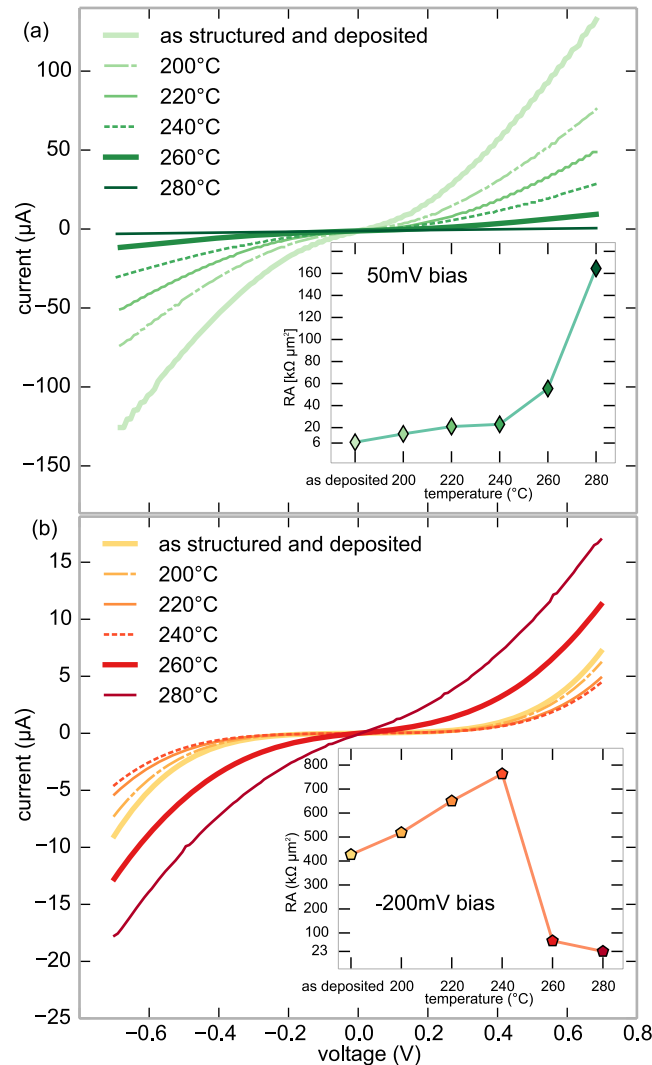 (a)
as structured and deposited
200°C
220°C
240°C
260°C
280°C
100
50
0
−50
−100
−150
current (µA)
50mV bias
RA [kΩ µm²]
160
140
120
100
80
60
40
20
6
as deposited 200 220 240 260 280
temperature (°C)
(b)
as structured and deposited
200°C
220°C
240°C
260°C
280°C
15
10
5
0
−5
−10
−15
−20
−25
current (µA)
-200mV bias
RA (kΩ µm²)
800
700
600
500
400
300
200
100
23
as deposited 200 220 240 260 280
temperature (°C)
−0.6 −0.4 −0.2 0.0 0.2 0.4 0.6 0.8
voltage (V)